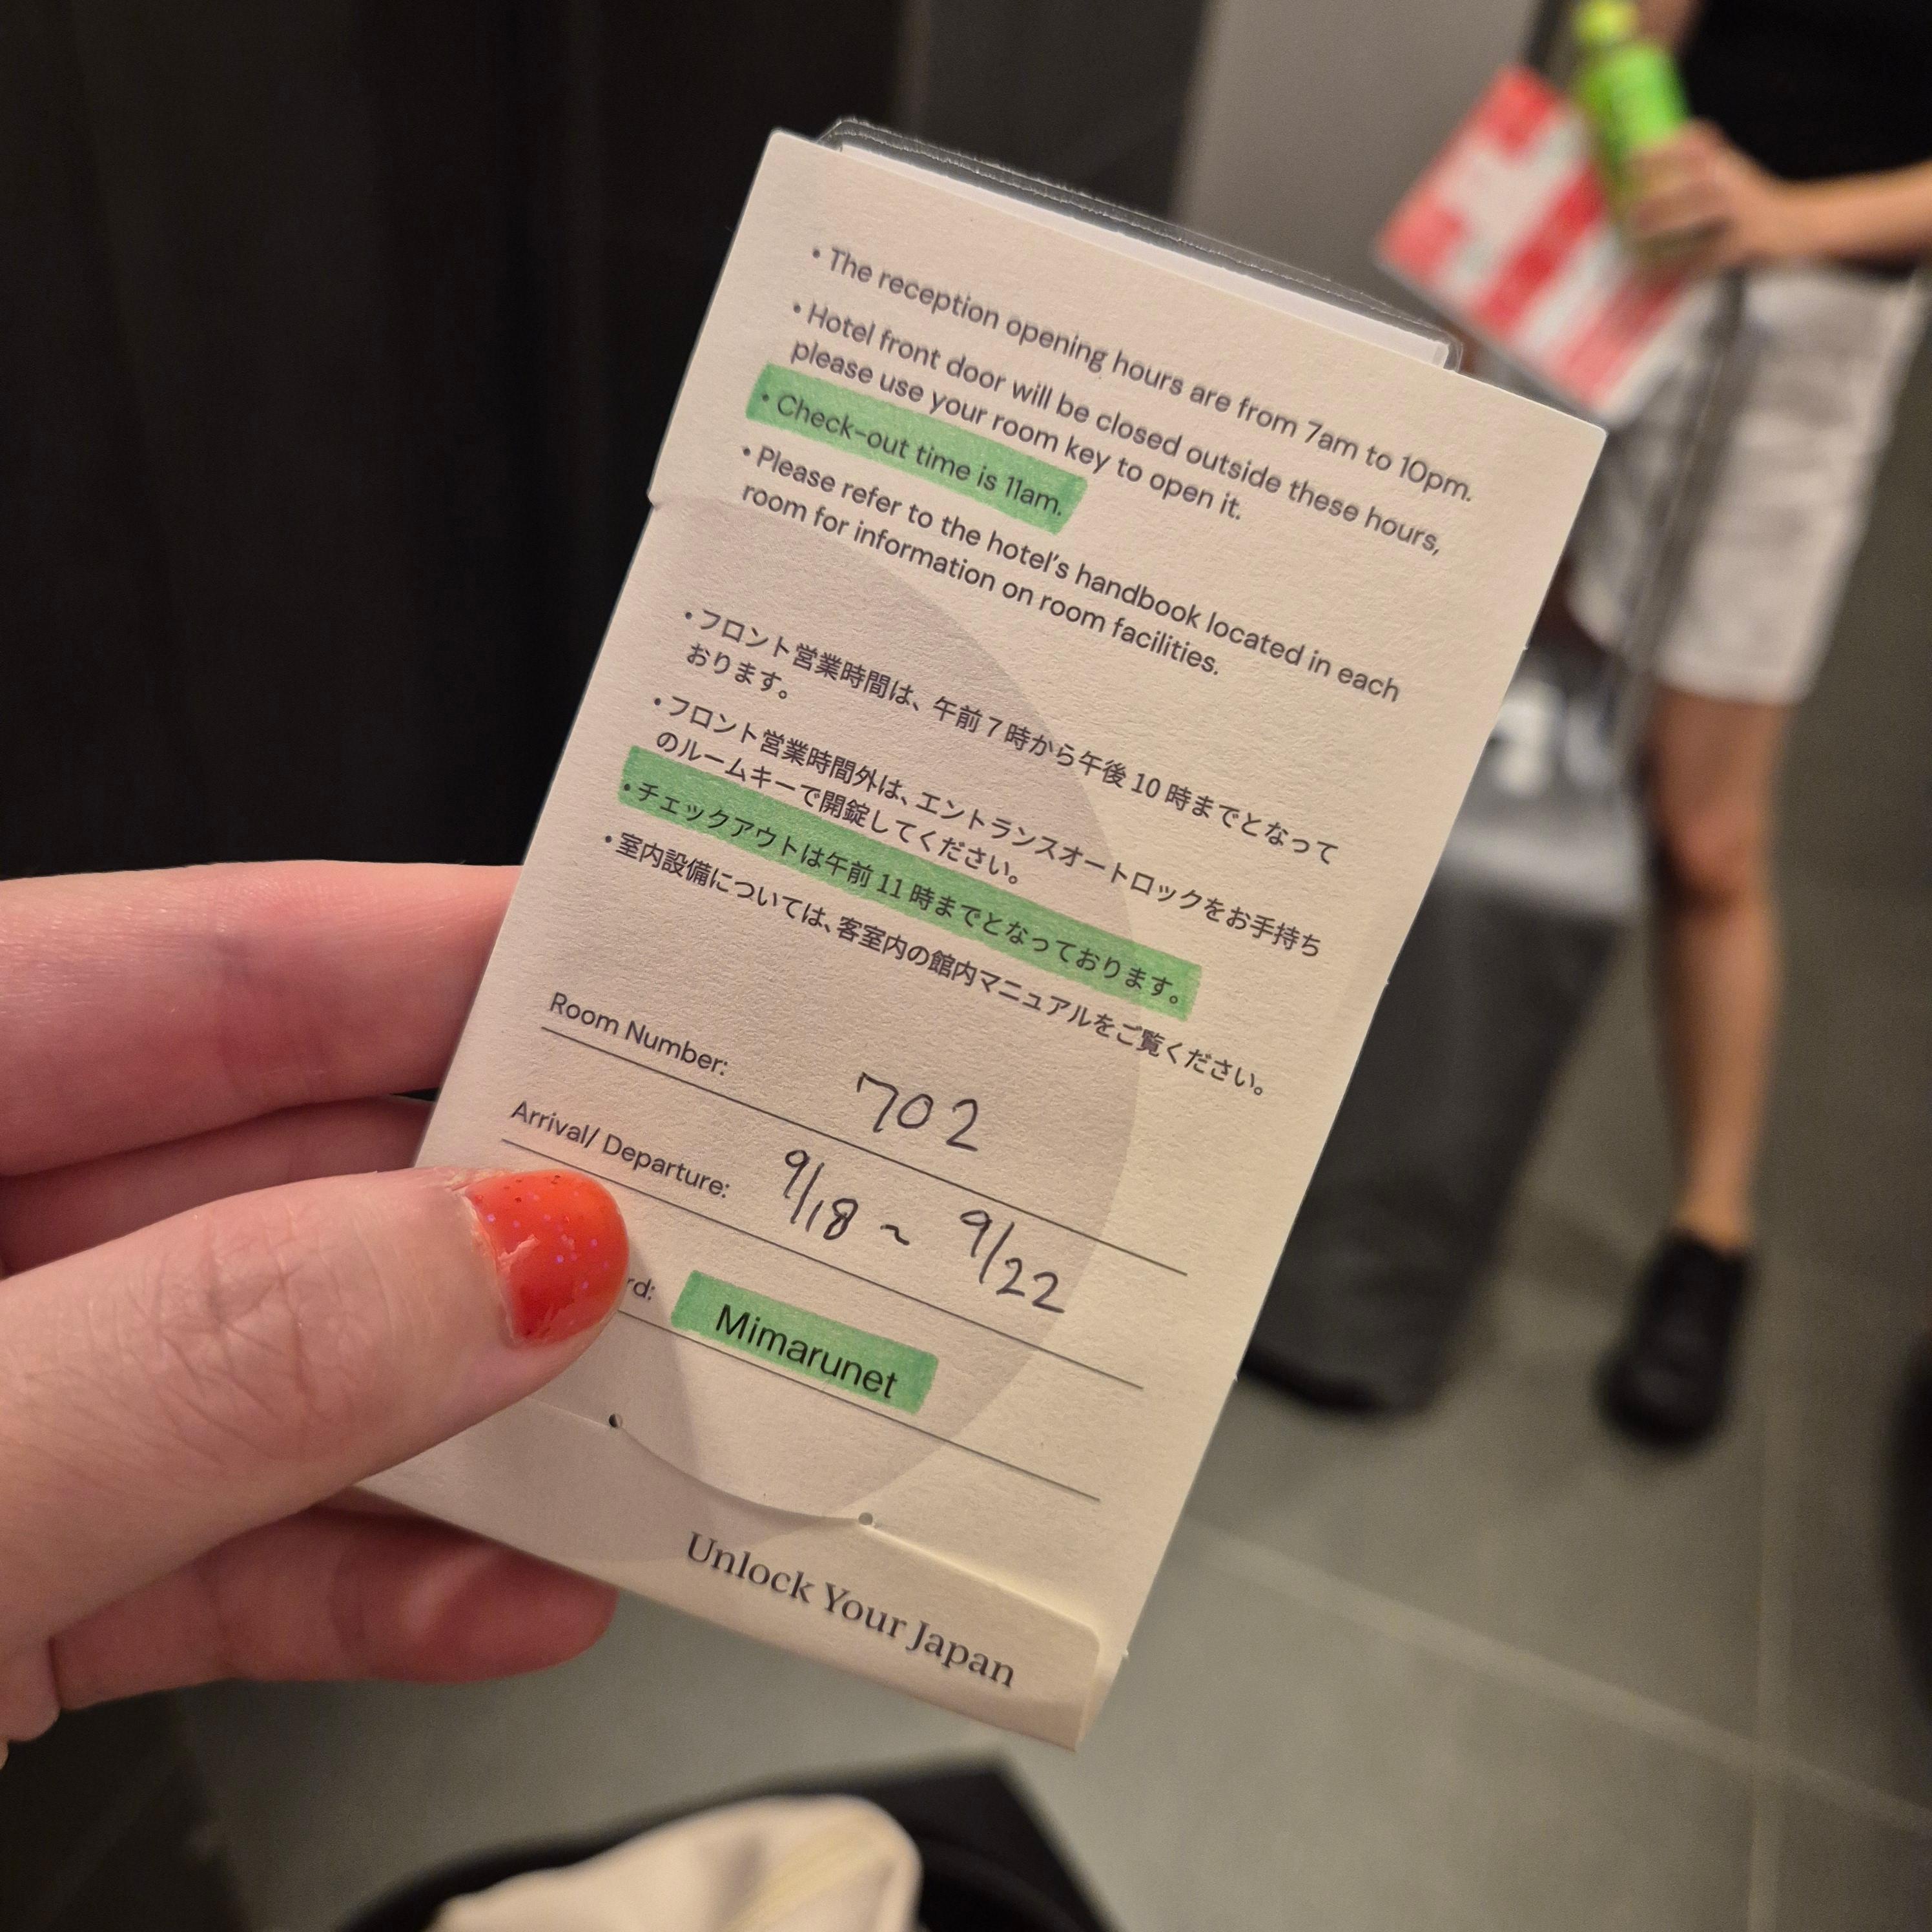 • The reception opening hours are from 7am to 10pm.
• Hotel front door will be closed outside these hours,
please use your room key to open it.
• Check-out time is 11am.
• Please refer to the hotel's handbook located in each
room for information on room facilities.
• フロント営業時間は、午前7時から午後10時までとなって
おります。
• フロント営業時間外は、エントランスオートロックをお手持ち
のルームキーで開錠してください。
• チェックアウトは午前11時までとなっております。
• 室内設備については、客室内の館内マニュアルをご覧ください。
Room Number: 702
Arrival/ Departure: 9/18 ~ 9/22
rd: Mimarunet
Unlock Your Japan